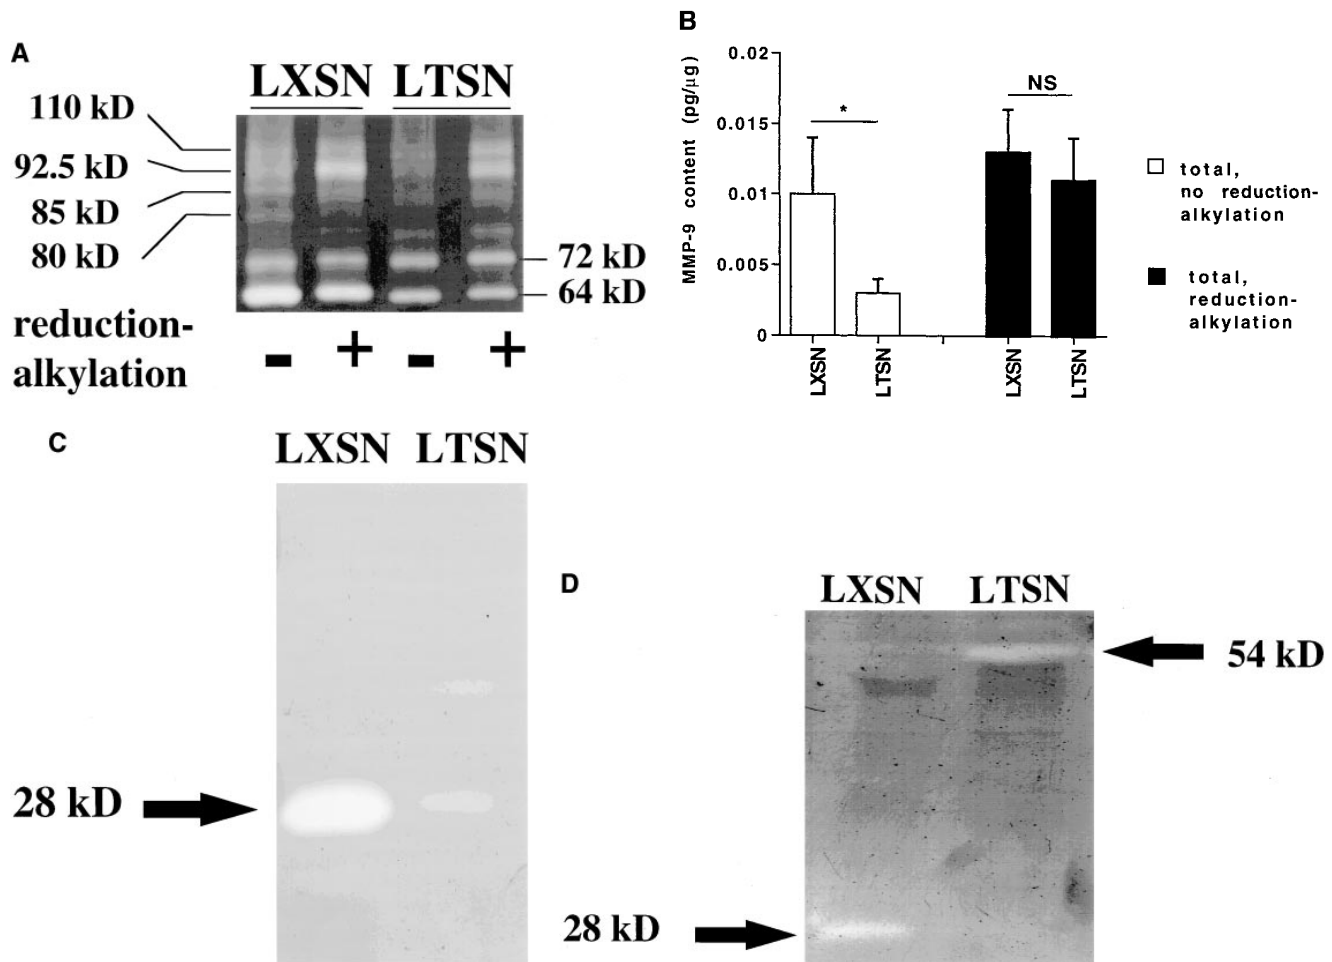 A
LXSN LTSN
110 kD
92.5 kD
85 kD
80 kD
72 kD
64 kD
reduction-
alkylation
- + - +
B
MMP-9 content (pg/μg)
0.02
0.015
0.01
0.005
0
*
NS
LXSN
LTSN
LXSN
LTSN
total,
no reduction-
alkylation
total,
reduction-
alkylation
C
LXSN LTSN
28 kD
D
LXSN LTSN
54 kD
28 kD